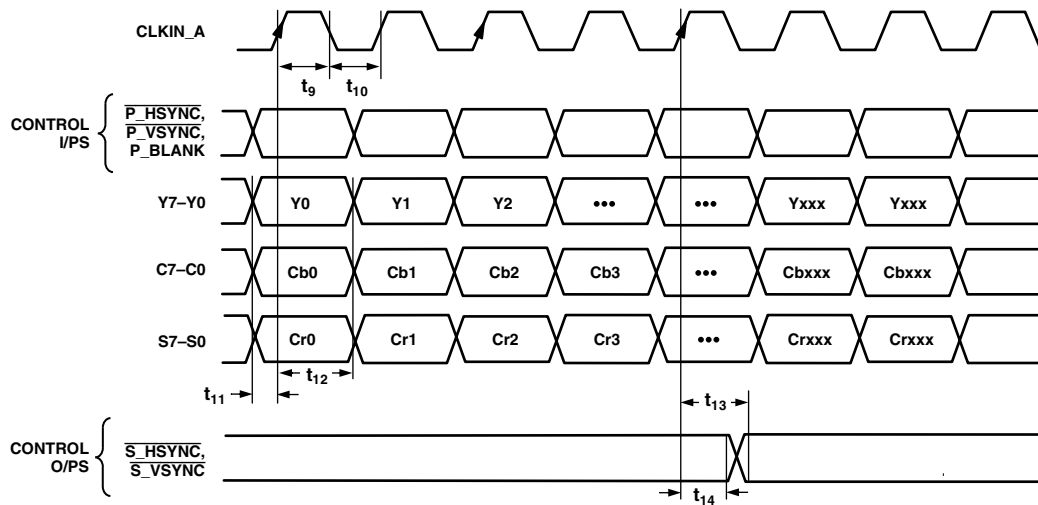 CLKIN_A
t9
t10
CONTROL
I/PS
P_HSYNC,
P_VSYNC,
P_BLANK
Y7–Y0
Y0
Y1
Y2
•••
•••
Yxxx
Yxxx
C7–C0
Cb0
Cb1
Cb2
Cb3
•••
Cbxxx
Cbxxx
S7–S0
Cr0
Cr1
Cr2
Cr3
•••
Crxxx
Crxxx
t12
t11
t13
CONTROL
O/PS
S_HSYNC,
S_VSYNC
t14